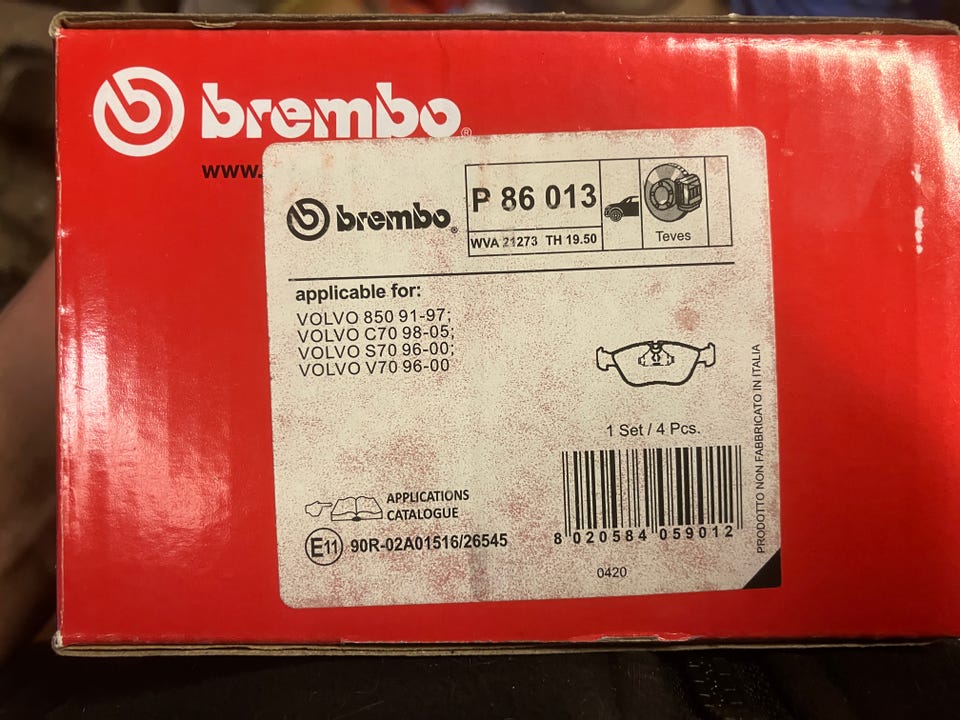 brembo®
www.
brembo®
P 86 013
WVA 21273 TH 19.50
Teves
applicable for:
VOLVO 850 91-97;
VOLVO C70 98-05;
VOLVO S70 96-00;
VOLVO V70 96-00
1 Set / 4 Pcs.
APPLICATIONS
CATALOGUE
E11 90R-02A01516/26545
8 020584 059012
0420
PRODOTTO NON FABBRICATO IN ITALIA